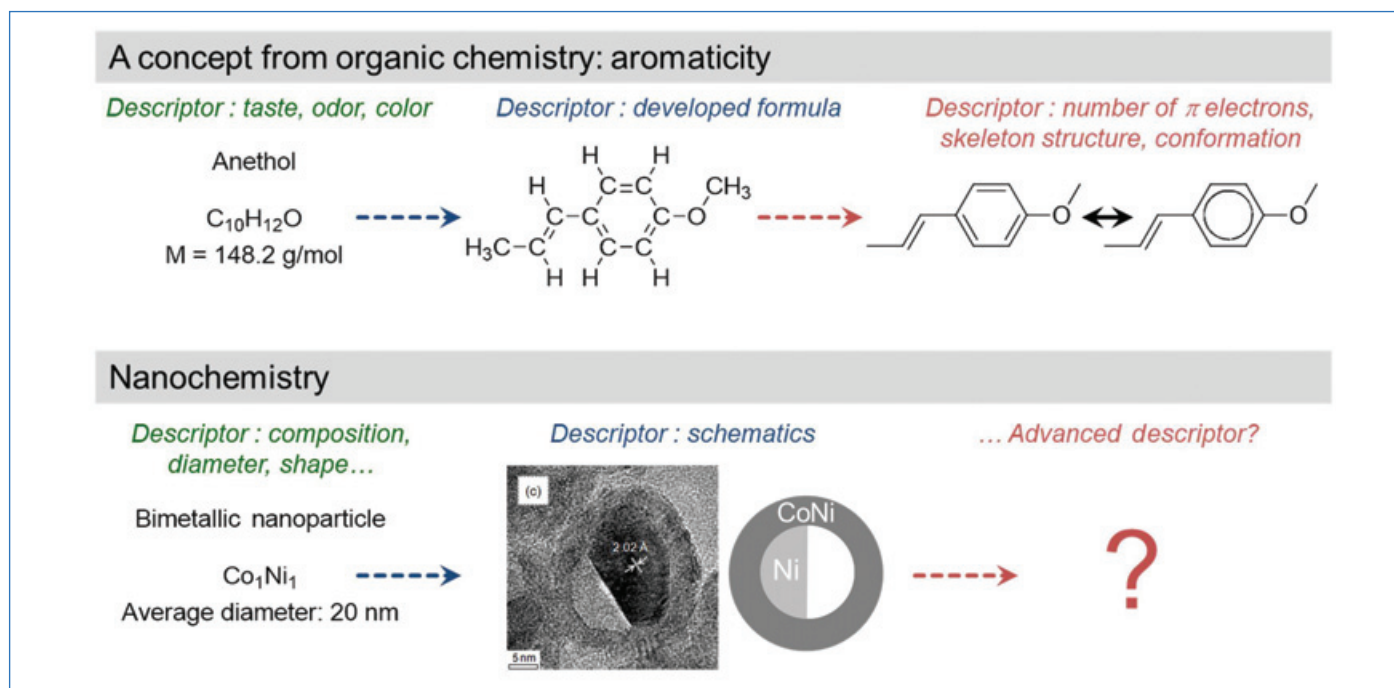 A concept from organic chemistry: aromaticity
Descriptor : taste, odor, color
Anethol
C₁₀H₁₂O
M = 148.2 g/mol
Descriptor : developed formula
H H
H C=C CH₃
C-C C-O
H₃C-C C-C
H H H
Descriptor : number of π electrons,
skeleton structure, conformation
O
O
Nanochemistry
Descriptor : composition,
diameter, shape…
Bimetallic nanoparticle
Co₁Ni₁
Average diameter: 20 nm
Descriptor : schematics
(c)
2.02 Å
5 nm
CoNi
Ni
… Advanced descriptor?
?